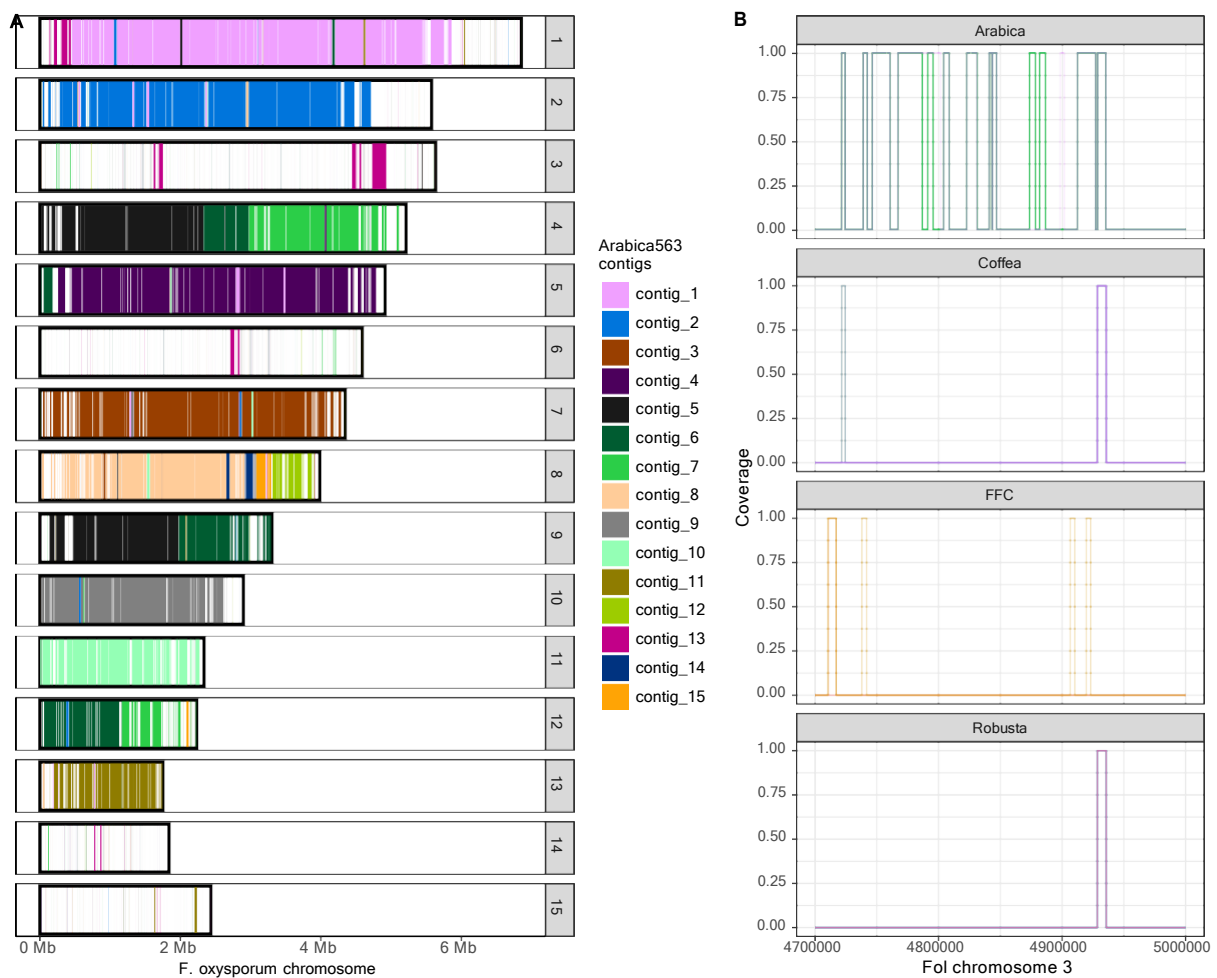 A
1
2
3
4
5
6
7
8
9
10
11
12
13
14
15
0 Mb 2 Mb 4 Mb 6 Mb
F. oxysporum chromosome
Arabica563
contigs
contig_1
contig_2
contig_3
contig_4
contig_5
contig_6
contig_7
contig_8
contig_9
contig_10
contig_11
contig_12
contig_13
contig_14
contig_15
B
Coverage
Arabica
1.00
0.75
0.50
0.25
0.00
Coffea
1.00
0.75
0.50
0.25
0.00
FFC
1.00
0.75
0.50
0.25
0.00
Robusta
1.00
0.75
0.50
0.25
0.00
4700000 4800000 4900000 5000000
Fol chromosome 3